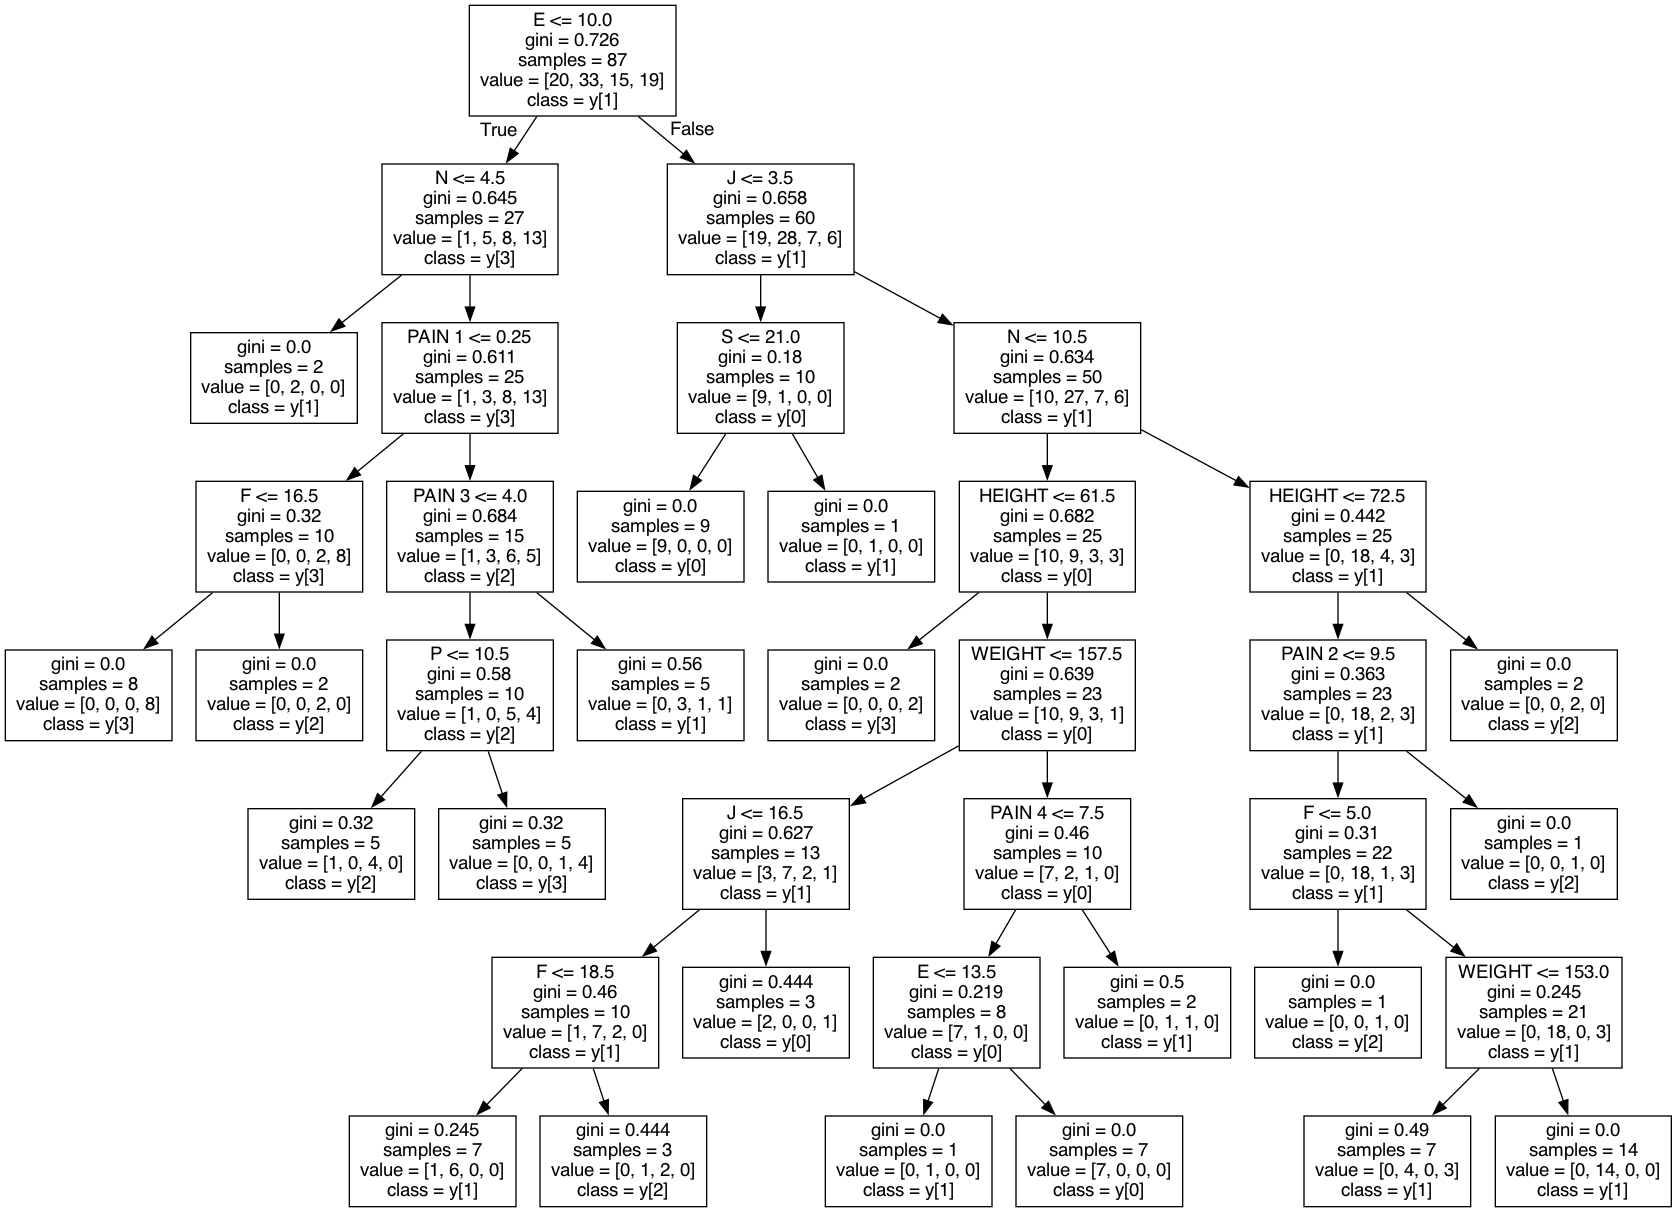 E <= 10.0
gini = 0.726
samples = 87
value = [20, 33, 15, 19]
class = y[1]
True
False
N <= 4.5
gini = 0.645
samples = 27
value = [1, 5, 8, 13]
class = y[3]
J <= 3.5
gini = 0.658
samples = 60
value = [19, 28, 7, 6]
class = y[1]
gini = 0.0
samples = 2
value = [0, 2, 0, 0]
class = y[1]
PAIN 1 <= 0.25
gini = 0.611
samples = 25
value = [1, 3, 8, 13]
class = y[3]
S <= 21.0
gini = 0.18
samples = 10
value = [9, 1, 0, 0]
class = y[0]
N <= 10.5
gini = 0.634
samples = 50
value = [10, 27, 7, 6]
class = y[1]
F <= 16.5
gini = 0.32
samples = 10
value = [0, 0, 2, 8]
class = y[3]
PAIN 3 <= 4.0
gini = 0.684
samples = 15
value = [1, 3, 6, 5]
class = y[2]
gini = 0.0
samples = 9
value = [9, 0, 0, 0]
class = y[0]
gini = 0.0
samples = 1
value = [0, 1, 0, 0]
class = y[1]
HEIGHT <= 61.5
gini = 0.682
samples = 25
value = [10, 9, 3, 3]
class = y[0]
HEIGHT <= 72.5
gini = 0.442
samples = 25
value = [0, 18, 4, 3]
class = y[1]
gini = 0.0
samples = 8
value = [0, 0, 0, 8]
class = y[3]
gini = 0.0
samples = 2
value = [0, 0, 2, 0]
class = y[2]
P <= 10.5
gini = 0.58
samples = 10
value = [1, 0, 5, 4]
class = y[2]
gini = 0.56
samples = 5
value = [0, 3, 1, 1]
class = y[1]
gini = 0.0
samples = 2
value = [0, 0, 0, 2]
class = y[3]
WEIGHT <= 157.5
gini = 0.639
samples = 23
value = [10, 9, 3, 1]
class = y[0]
PAIN 2 <= 9.5
gini = 0.363
samples = 23
value = [0, 18, 2, 3]
class = y[1]
gini = 0.0
samples = 2
value = [0, 0, 2, 0]
class = y[2]
gini = 0.32
samples = 5
value = [1, 0, 4, 0]
class = y[2]
gini = 0.32
samples = 5
value = [0, 0, 1, 4]
class = y[3]
J <= 16.5
gini = 0.627
samples = 13
value = [3, 7, 2, 1]
class = y[1]
PAIN 4 <= 7.5
gini = 0.46
samples = 10
value = [7, 2, 1, 0]
class = y[0]
F <= 5.0
gini = 0.31
samples = 22
value = [0, 18, 1, 3]
class = y[1]
gini = 0.0
samples = 1
value = [0, 0, 1, 0]
class = y[2]
F <= 18.5
gini = 0.46
samples = 10
value = [1, 7, 2, 0]
class = y[1]
gini = 0.444
samples = 3
value = [2, 0, 0, 1]
class = y[0]
E <= 13.5
gini = 0.219
samples = 8
value = [7, 1, 0, 0]
class = y[0]
gini = 0.5
samples = 2
value = [0, 1, 1, 0]
class = y[1]
gini = 0.0
samples = 1
value = [0, 0, 1, 0]
class = y[2]
WEIGHT <= 153.0
gini = 0.245
samples = 21
value = [0, 18, 0, 3]
class = y[1]
gini = 0.245
samples = 7
value = [1, 6, 0, 0]
class = y[1]
gini = 0.444
samples = 3
value = [0, 1, 2, 0]
class = y[2]
gini = 0.0
samples = 1
value = [0, 1, 0, 0]
class = y[1]
gini = 0.0
samples = 7
value = [7, 0, 0, 0]
class = y[0]
gini = 0.49
samples = 7
value = [0, 4, 0, 3]
class = y[1]
gini = 0.0
samples = 14
value = [0, 14, 0, 0]
class = y[1]